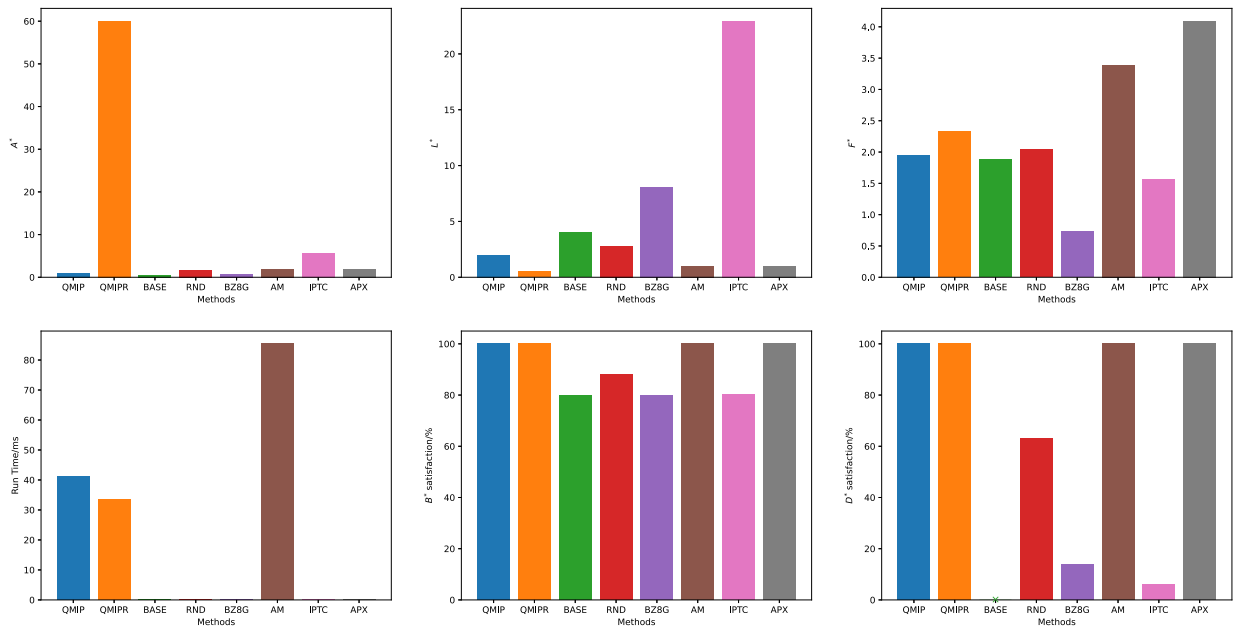 60
50
40
30
20
10
0
A*
QMIP QMIPR BASE RND BZ8G AM IPTC APX
Methods
20
15
10
5
0
L*
QMIP QMIPR BASE RND BZ8G AM IPTC APX
Methods
4.0
3.5
3.0
2.5
2.0
1.5
1.0
0.5
0.0
F*
QMIP QMIPR BASE RND BZ8G AM IPTC APX
Methods
80
70
60
50
40
30
20
10
0
Run Time/ms
QMIP QMIPR BASE RND BZ8G AM IPTC APX
Methods
100
80
60
40
20
0
B* satisfaction/%
QMIP QMIPR BASE RND BZ8G AM IPTC APX
Methods
100
80
60
40
20
0
D* satisfaction/%
QMIP QMIPR BASE RND BZ8G AM IPTC APX
Methods